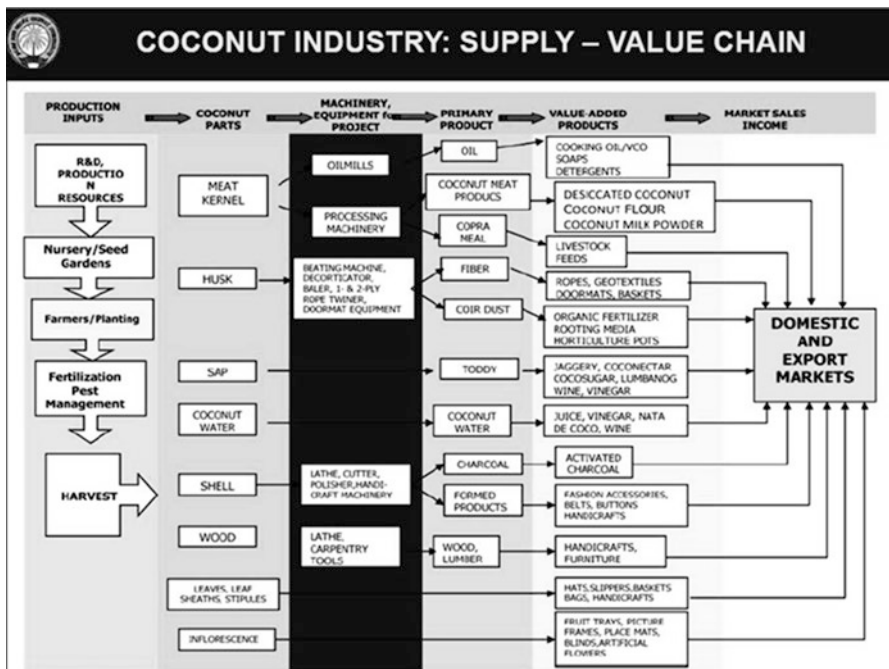 COCONUT INDUSTRY: SUPPLY – VALUE CHAIN
PRODUCTION
INPUTS
COCONUT
PARTS
MACHINERY,
EQUIPMENT for
PROJECT
PRIMARY
PRODUCT
VALUE-ADDED
PRODUCTS
MARKET SALES
INCOME
R&D,
PRODUCTIO
N
RESOURCES
Nursery/Seed
Gardens
Farmers/Planting
Fertilization
Pest
Management
HARVEST
MEAT
KERNEL
HUSK
SAP
COCONUT
WATER
SHELL
WOOD
LEAVES, LEAF
SHEATHS, STIPULES
INFLORESCENCE
OILMILLS
PROCESSING
MACHINERY
BEATING MACHINE,
DECORTICATOR,
BALER, 1- & 2-PLY
ROPE TWINER,
DOORMAT EQUIPMENT
LATHE, CUTTER,
POLISHER,HANDI-
CRAFT MACHINERY
LATHE,
CARPENTRY
TOOLS
OIL
COCONUT MEAT
PRODUCS
COPRA
MEAL
FIBER
COIR DUST
TODDY
COCONUT
WATER
CHARCOAL
FORMED
PRODUCTS
WOOD,
LUMBER
COOKING OIL/VCO
SOAPS
DETERGENTS
DESICCATED COCONUT
COCONUT FLOUR
COCONUT MILK POWDER
LIVESTOCK
FEEDS
ROPES, GEOTEXTILES
DOORMATS, BASKETS
ORGANIC FERTILIZER
ROOTING MEDIA
HORTICULTURE POTS
JAGGERY, COCONECTAR
COCOSUGAR, LUMBANOG
WINE, VINEGAR
JUICE, VINEGAR, NATA
DE COCO, WINE
ACTIVATED
CHARCOAL
FASHION ACCESSORIES,
BELTS, BUTTONS
HANDICRAFTS
HANDICRAFTS,
FURNITURE
HATS,SLIPPERS,BASKETS
BAGS, HANDICRAFTS
FRUIT TRAYS, PICTURE
FRAMES, PLACE MATS,
BLINDS,ARTIFICIAL
FLOWERS
DOMESTIC
AND
EXPORT
MARKETS